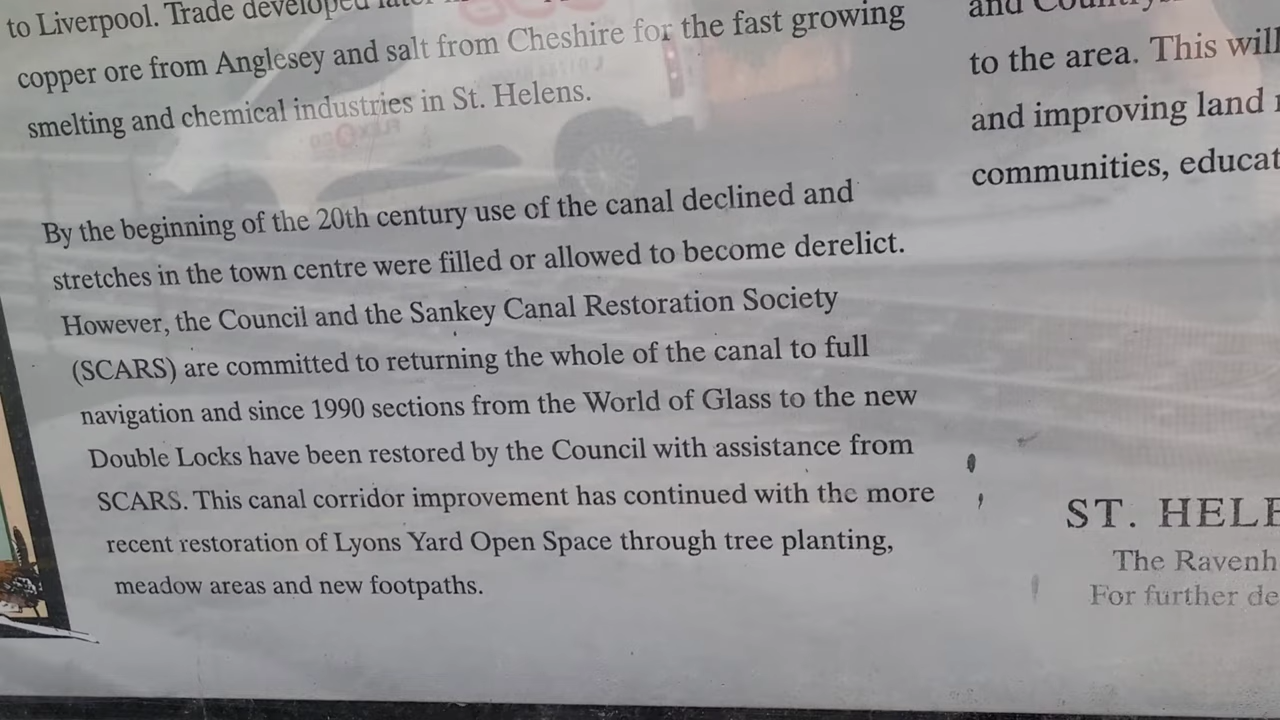 to Liverpool. Trade developed later
copper ore from Anglesey and salt from Cheshire for the fast growing
smelting and chemical industries in St. Helens.
By the beginning of the 20th century use of the canal declined and
stretches in the town centre were filled or allowed to become derelict.
However, the Council and the Sankey Canal Restoration Society
(SCARS) are committed to returning the whole of the canal to full
navigation and since 1990 sections from the World of Glass to the new
Double Locks have been restored by the Council with assistance from
SCARS. This canal corridor improvement has continued with the more
recent restoration of Lyons Yard Open Space through tree planting,
meadow areas and new footpaths.
and
to the area. This will
and improving land
communities, educat
ST. HELE
The Ravenh
For further de